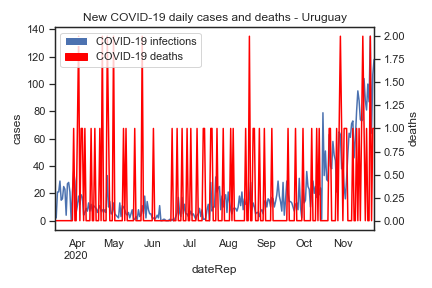 New COVID-19 daily cases and deaths - Uruguay
COVID-19 infections
COVID-19 deaths
140
120
100
80
60
40
20
0
cases
2.00
1.75
1.50
1.25
1.00
0.75
0.50
0.25
0.00
deaths
Apr May Jun Jul Aug Sep Oct Nov
2020
dateRep